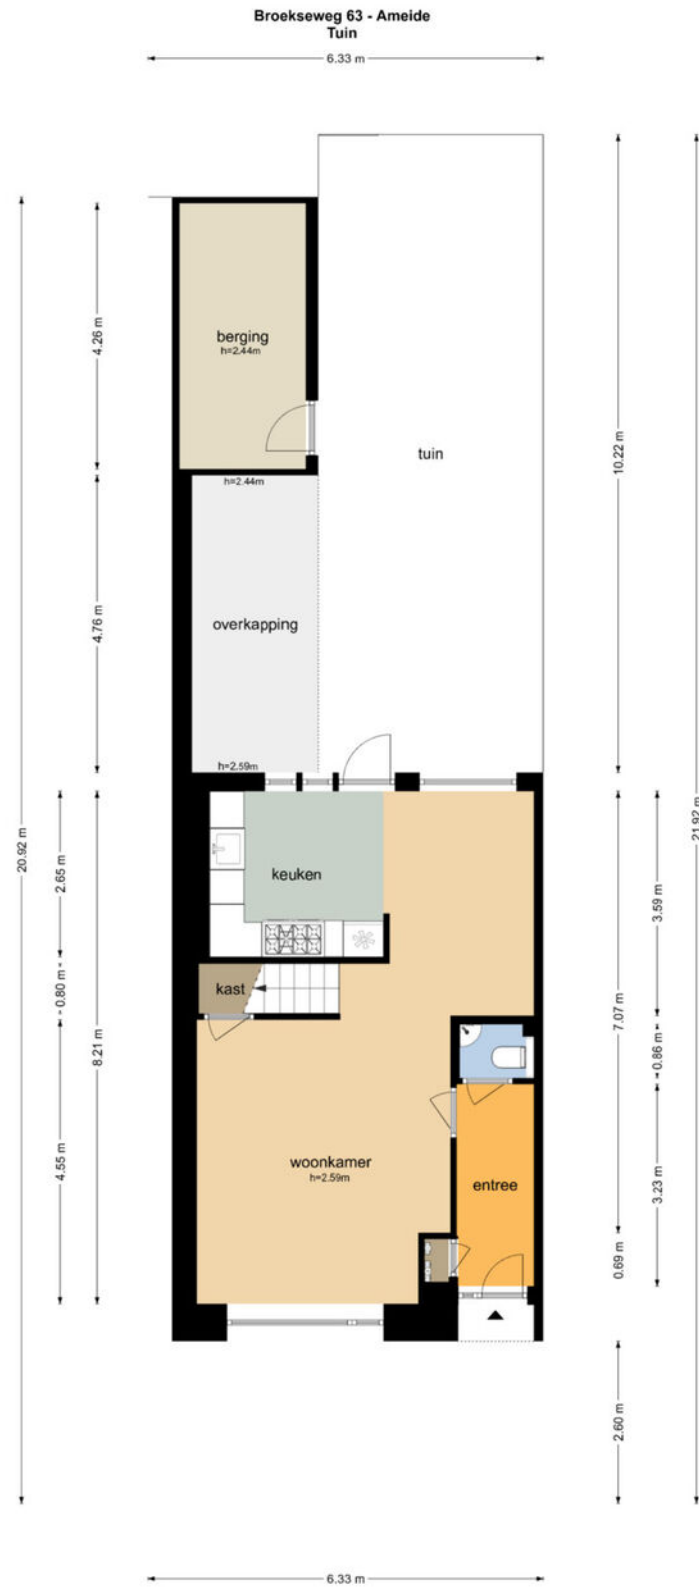 Broekseweg 63 - Ameide
Tuin
6.33 m
berging
h=2.44m
4.26 m
tuin
10.22 m
h=2.44m
overkapping
4.76 m
h=2.59m
20.92 m
21.92 m
keuken
2.65 m
3.59 m
kast
0.80 m
7.07 m
8.21 m
0.86 m
woonkamer
h=2.59m
entree
4.55 m
3.23 m
0.69 m
2.60 m
6.33 m